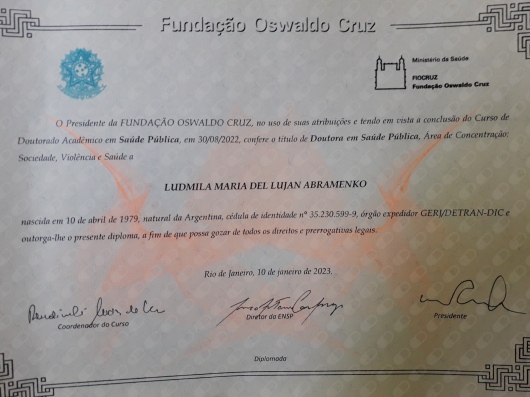 Fundação Oswaldo Cruz
Ministério da Saúde
FIOCRUZ
Fundação Oswaldo Cruz
O Presidente da FUNDAÇÃO OSWALDO CRUZ, no uso de suas atribuições e tendo em vista a conclusão do Curso de
Doutorado Acadêmico em Saúde Pública, em 30/08/2022, confere o título de Doutora em Saúde Pública, Área de Concentração:
Sociedade, Violência e Saúde a
LUDMILA MARIA DEL LUJAN ABRAMENKO
nascida em 10 de abril de 1979, natural da Argentina, cédula de identidade nº 35.230.599-9, órgão expedidor GERJ/DETRAN-DIC e
outorga-lhe o presente diploma, a fim de que possa gozar de todos os direitos e prerrogativas legais.
Rio de Janeiro, 10 de janeiro de 2023.
Coordenador do Curso
Diretor da ENSP
Presidente
Diplomada